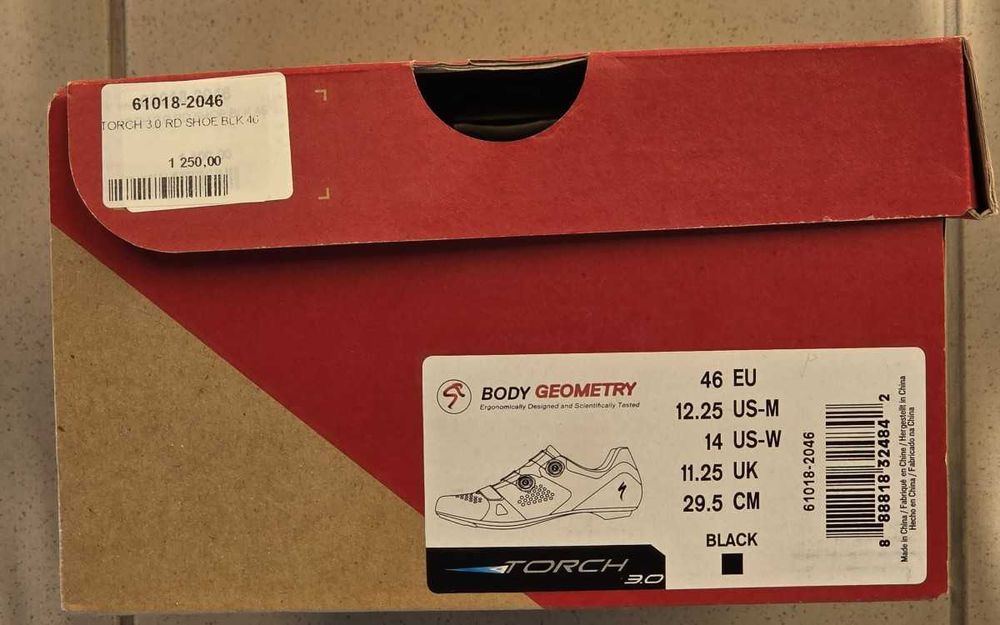 61018-2046
TORCH 3.0 RD SHOE BLK 46
1 250,00
BODY GEOMETRY
Ergonomically Designed and Scientifically Tested
46 EU
12.25 US-M
14 US-W
11.25 UK
29.5 CM
BLACK
TORCH
3.0
61018-2046
8 88818 32484 2
Made in China / Fabriqué en Chine / Hergestellt in China
Hecho en China / Fabricado na China